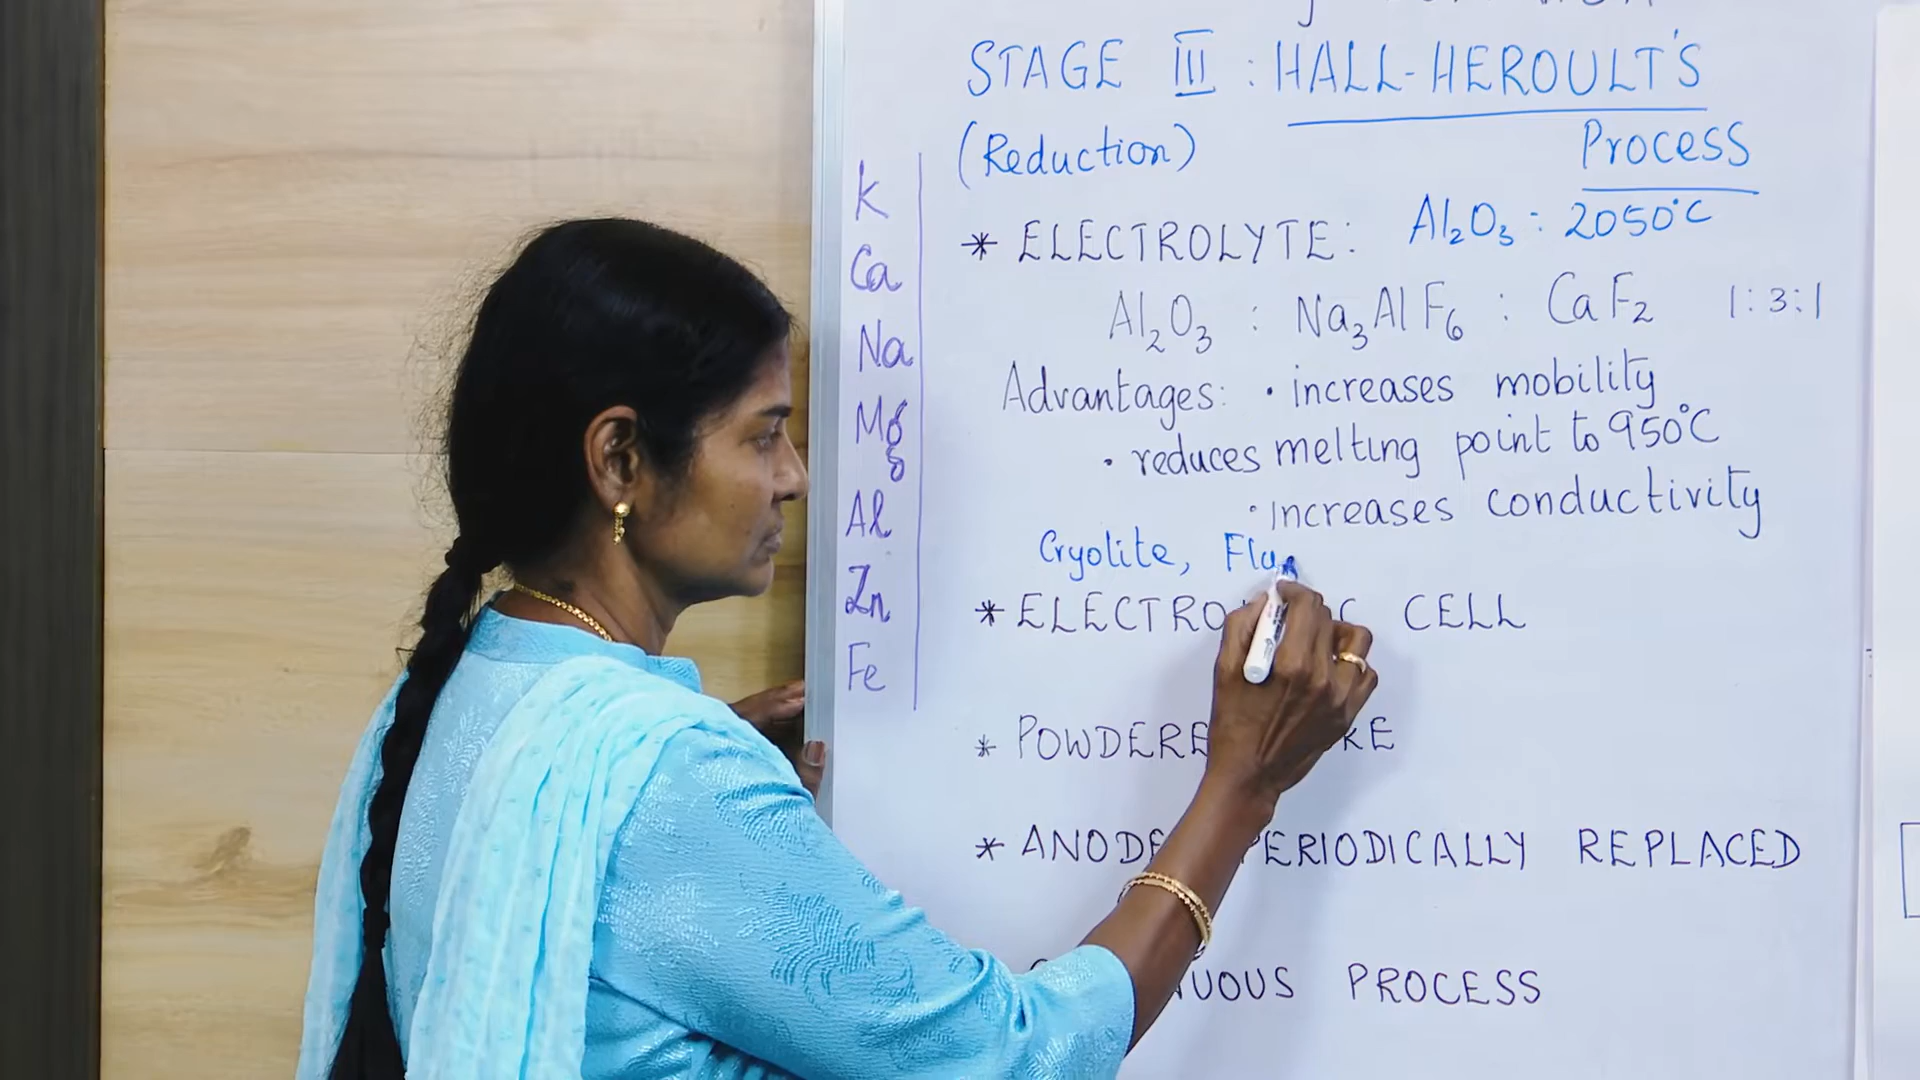 STAGE III : HALL-HEROULT'S
(Reduction) Process
* ELECTROLYTE: Al₂O₃ : 2050°C
Al₂O₃ : Na₃AlF₆ : CaF₂ 1:3:1
Advantages: • increases mobility
• reduces melting point to 950°C
• increases conductivity
Cryolite, Flu
* ELECTRO C CELL
* POWDERE KE
* ANODE PERIODICALLY REPLACED
UOUS PROCESS
K
Ca
Na
Mg
Al
Zn
Fe